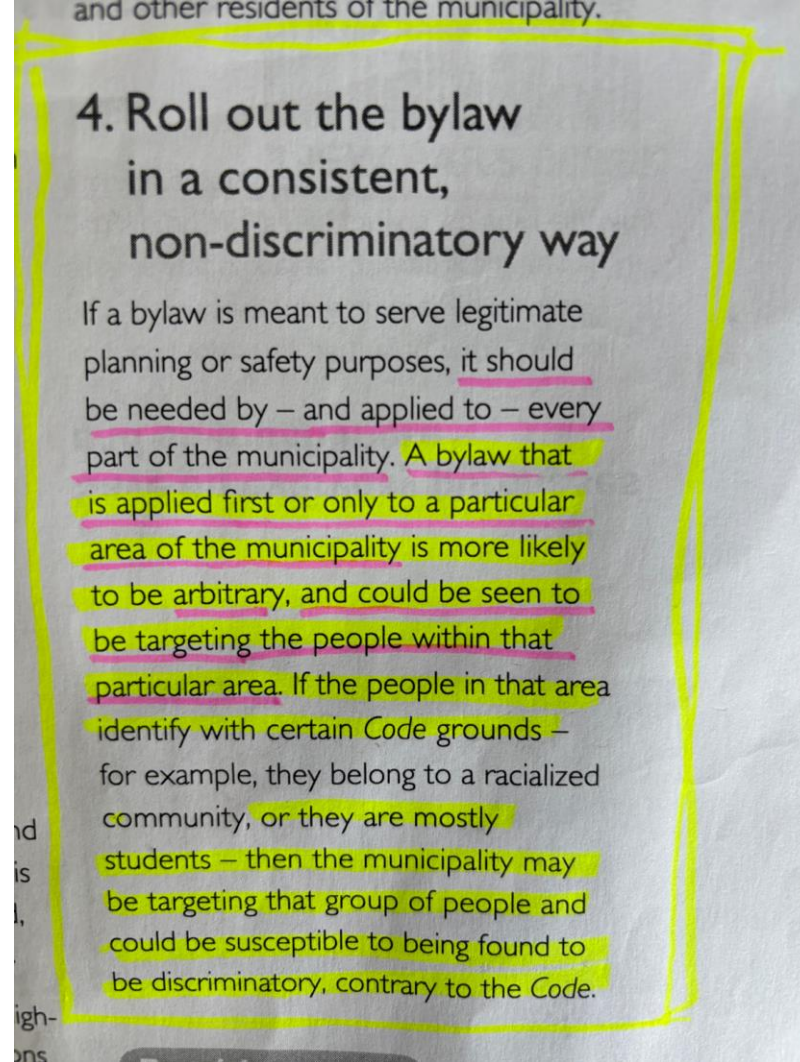 and other residents of the municipality.
4. Roll out the bylaw
in a consistent,
non-discriminatory way
If a bylaw is meant to serve legitimate
planning or safety purposes, it should
be needed by – and applied to – every
part of the municipality. A bylaw that
is applied first or only to a particular
area of the municipality is more likely
to be arbitrary, and could be seen to
be targeting the people within that
particular area. If the people in that area
identify with certain Code grounds –
for example, they belong to a racialized
community, or they are mostly
students – then the municipality may
be targeting that group of people and
could be susceptible to being found to
be discriminatory, contrary to the Code.